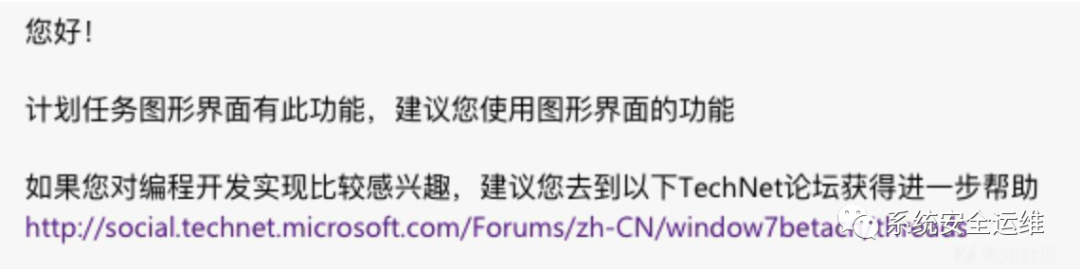 您好!
计划任务图形界面有此功能，建议您使用图形界面的功能
如果您对编程开发实现比较感兴趣，建议您去到以下TechNet论坛获得进一步帮助
http://social.technet.microsoft.com/Forums/zh-CN/window7betacn/threads
系统安全运维